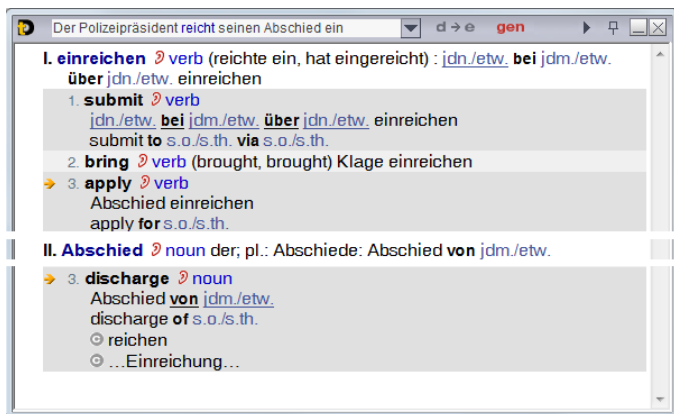 Der Polizeipräsident reicht seinen Abschied ein d → e gen
I. einreichen verb (reichte ein, hat eingereicht) : jdn./etw. bei jdm./etw.
über jdn./etw. einreichen
1. submit verb
jdn./etw. bei jdm./etw. über jdn./etw. einreichen
submit to s.o./s.th. via s.o./s.th.
2. bring verb (brought, brought) Klage einreichen
3. apply verb
Abschied einreichen
apply for s.o./s.th.
II. Abschied noun der; pl.: Abschiede: Abschied von jdm./etw.
3. discharge noun
Abschied von jdm./etw.
discharge of s.o./s.th.
© reichen
© …Einreichung…